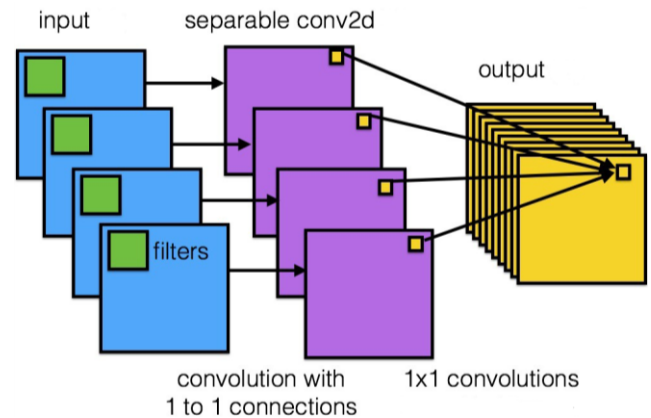 input
separable conv2d
output
filters
convolution with
1 to 1 connections
1x1 convolutions